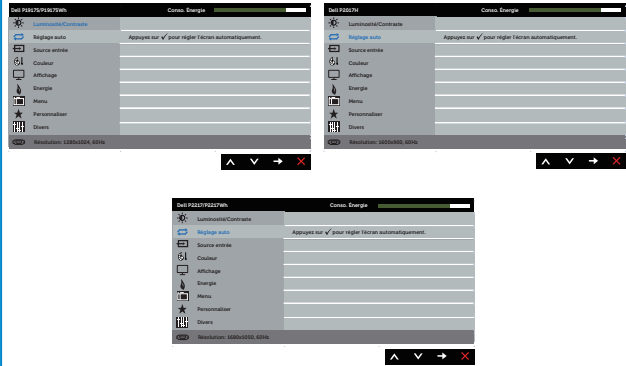 Dell P1917S/P1917SWh Conso. Énergie
Luminosité/Contraste
Réglage auto Appuyez sur ✓ pour régler l'écran automatiquement.
Source entrée
Couleur
Affichage
Energie
Menu
Personnaliser
Divers
Résolution: 1280x1024, 60Hz
Dell P2017H Conso. Énergie
Luminosité/Contraste
Réglage auto Appuyez sur ✓ pour régler l'écran automatiquement.
Source entrée
Couleur
Affichage
Energie
Menu
Personnaliser
Divers
Résolution: 1600x900, 60Hz
Dell P2217/P2217Wh Conso. Énergie
Luminosité/Contraste
Réglage auto Appuyez sur ✓ pour régler l'écran automatiquement.
Source entrée
Couleur
Affichage
Energie
Menu
Personnaliser
Divers
Résolution: 1680x1050, 60Hz